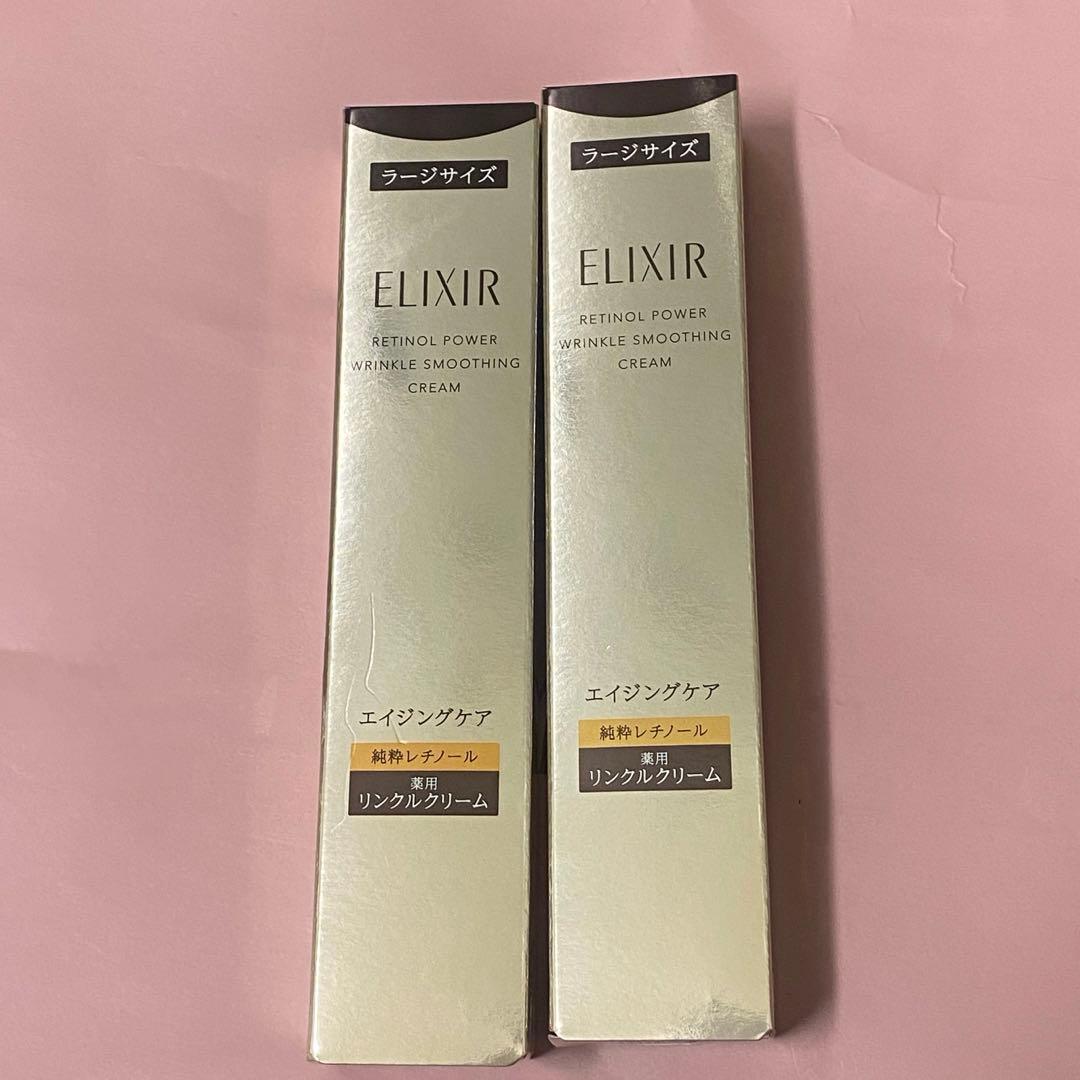 ラージサイズ
ELIXIR
RETINOL POWER
WRINKLE SMOOTHING
CREAM
エイジングケア
純粋レチノール
薬用
リンクルクリーム
ラージサイズ
ELIXIR
RETINOL POWER
WRINKLE SMOOTHING
CREAM
エイジングケア
純粋レチノール
薬用
リンクルクリーム